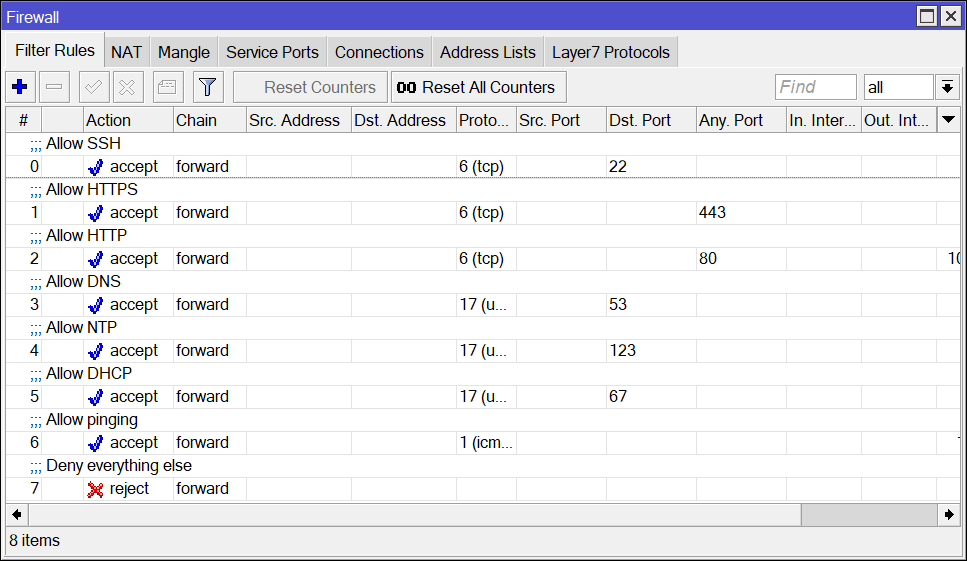 Firewall
Filter Rules NAT Mangle Service Ports Connections Address Lists Layer7 Protocols
Reset Counters 00 Reset All Counters Find all
# Action Chain Src. Address Dst. Address Proto... Src. Port Dst. Port Any. Port In. Inter... Out. Int...
;;; Allow SSH
0 accept forward 6 (tcp) 22
;;; Allow HTTPS
1 accept forward 6 (tcp) 443
;;; Allow HTTP
2 accept forward 6 (tcp) 80 10
;;; Allow DNS
3 accept forward 17 (u... 53
;;; Allow NTP
4 accept forward 17 (u... 123
;;; Allow DHCP
5 accept forward 17 (u... 67
;;; Allow pinging
6 accept forward 1 (icm...
;;; Deny everything else
7 reject forward
8 items